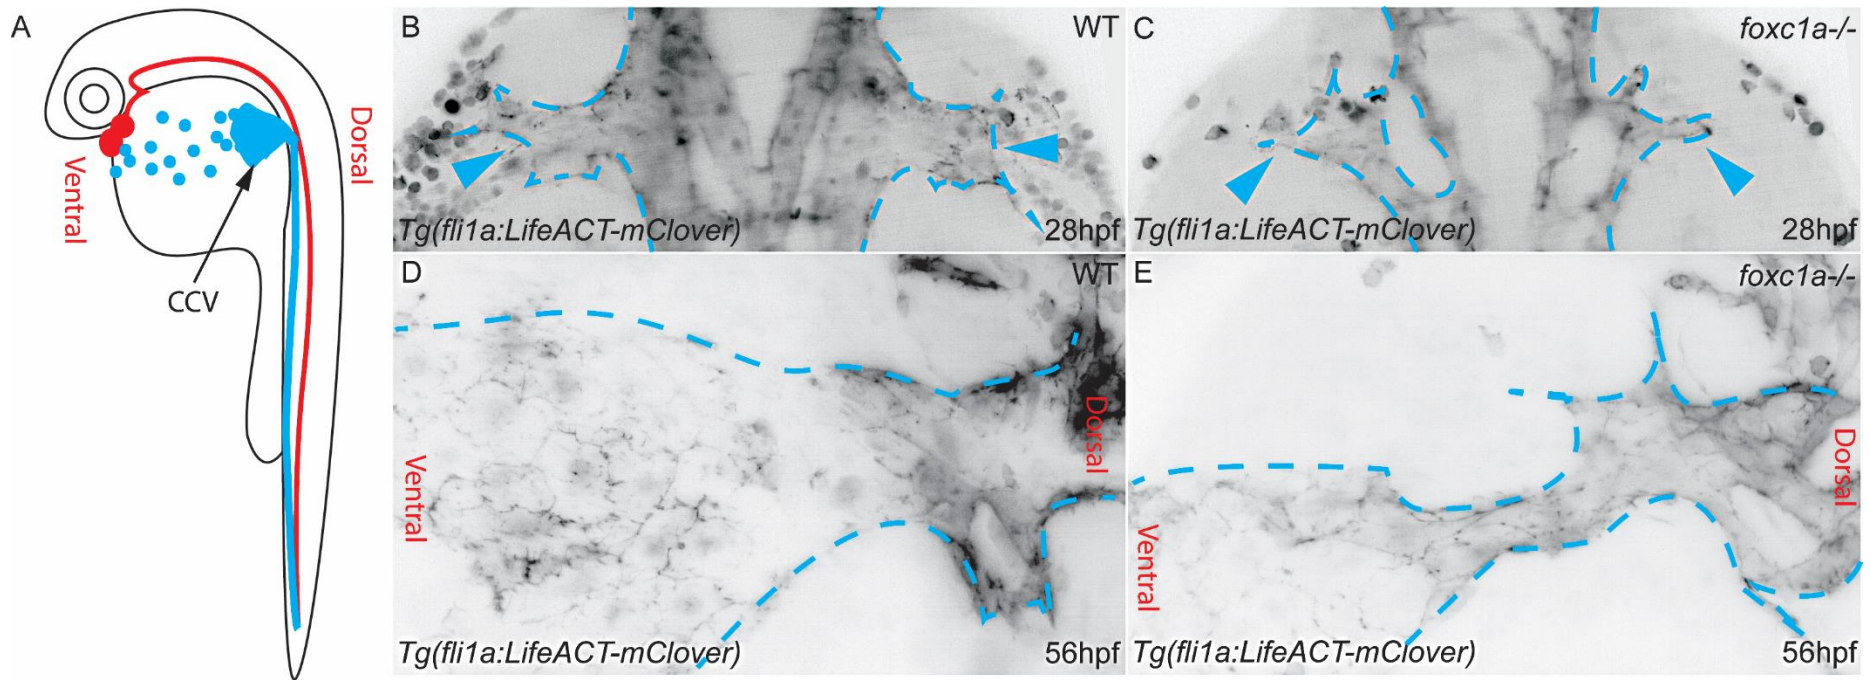 A
Dorsal
Ventral
CCV
B
WT
Tg(fli1a:LifeACT-mClover)
28hpf
C
foxc1a-/-
Tg(fli1a:LifeACT-mClover)
28hpf
D
WT
Dorsal
Ventral
Tg(fli1a:LifeACT-mClover)
56hpf
E
foxc1a-/-
Dorsal
Ventral
Tg(fli1a:LifeACT-mClover)
56hpf